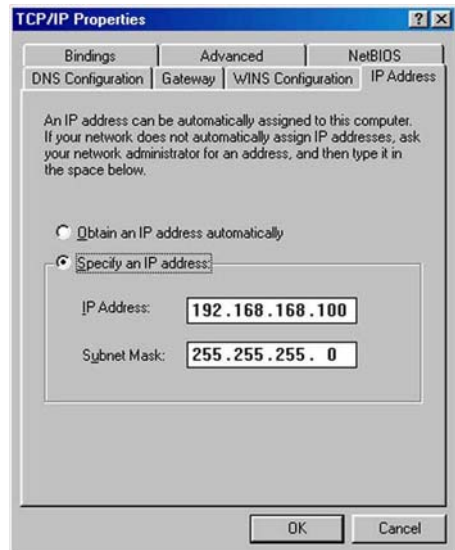 TCP/IP Properties
Bindings Advanced NetBIOS
DNS Configuration Gateway WINS Configuration IP Address
An IP address can be automatically assigned to this computer.
If your network does not automatically assign IP addresses, ask
your network administrator for an address, and then type it in
the space below.
Obtain an IP address automatically
Specify an IP address:
IP Address: 192.168.168.100
Subnet Mask: 255.255.255. 0
OK Cancel